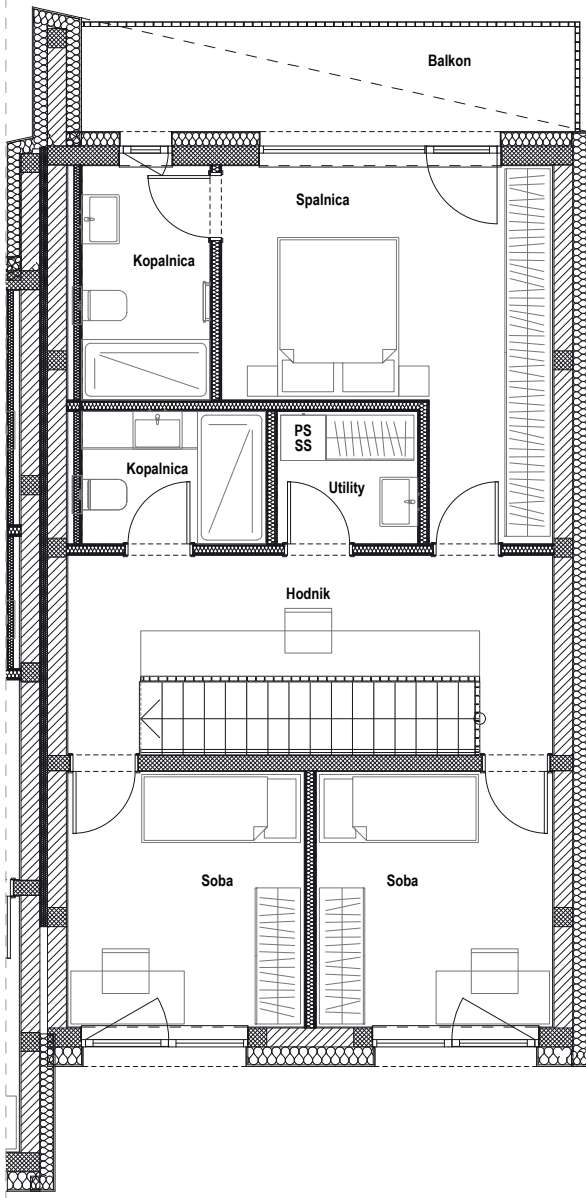 Balkon
Spalnica
Kopalnica
PS
SS
Kopalnica
Utility
Hodnik
Soba
Soba